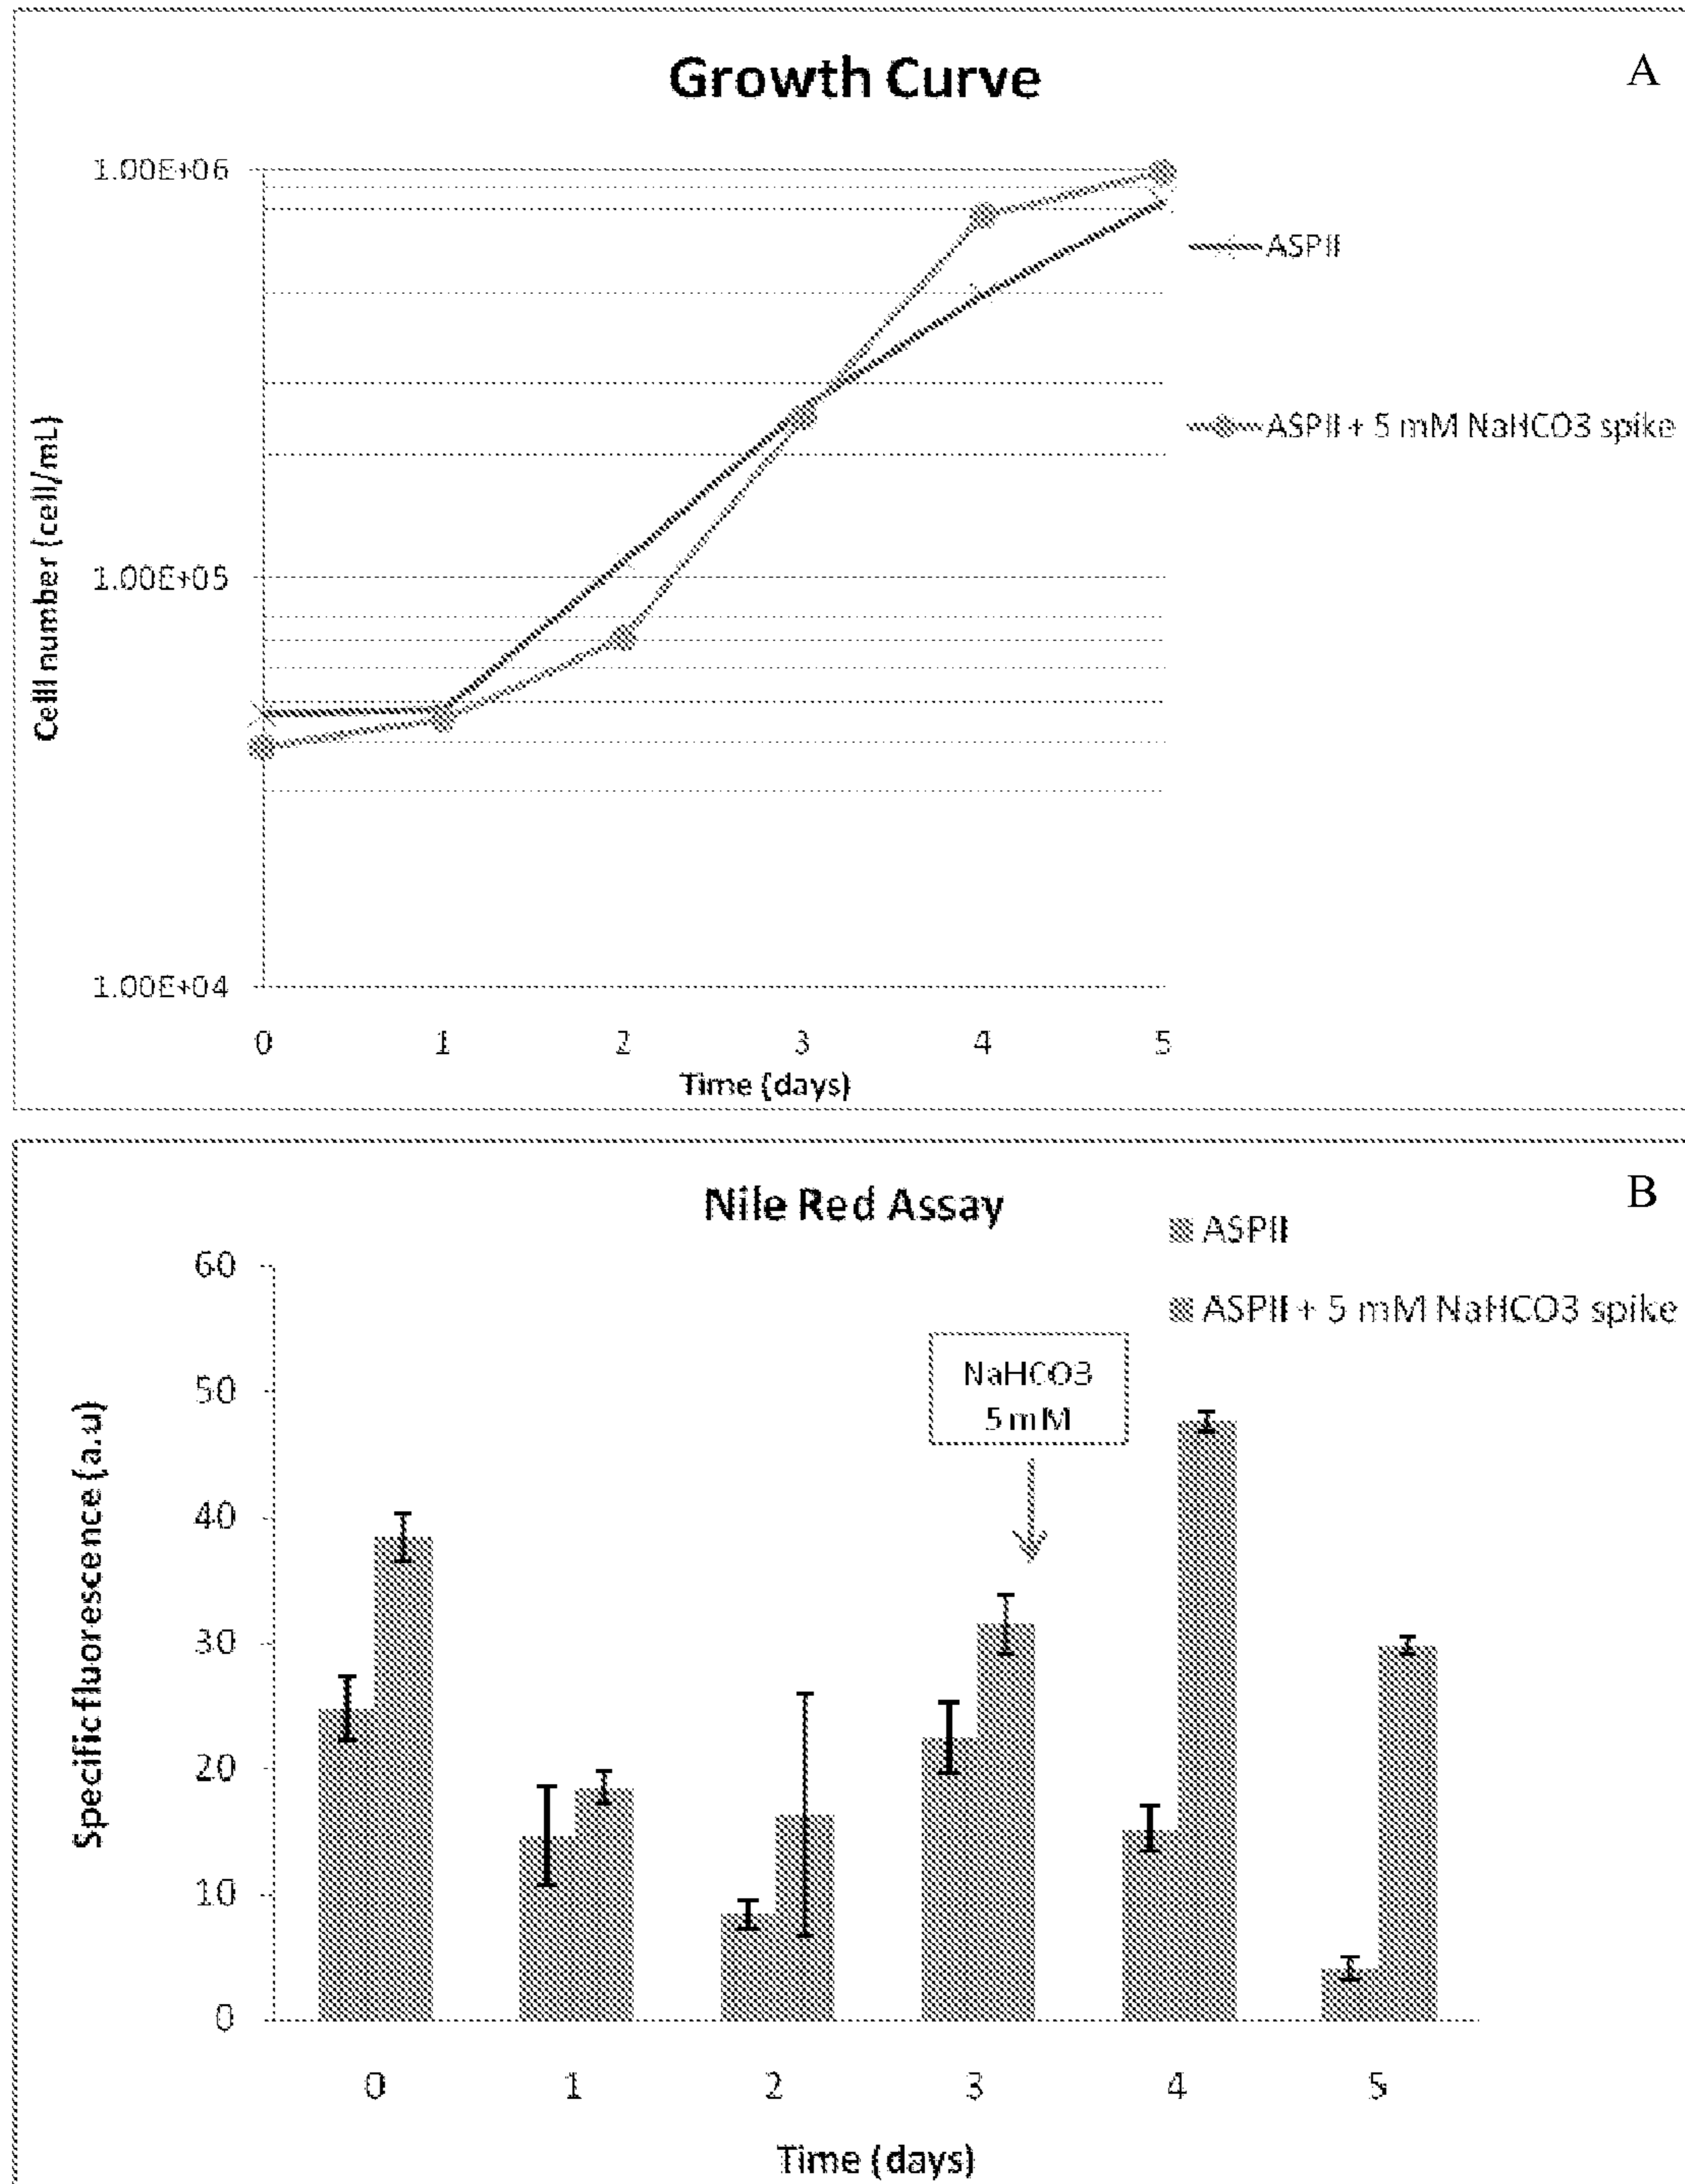 Growth Curve
A
1.00E+06
1.00E+05
1.00E+04
Celll number (cell/mL)
ASPII
ASPII + 5 mM NaHCO3 spike
0 1 2 3 4 5
Time (days)
B
Nile Red Assay
ASPII
ASPII + 5 mM NaHCO3 spike
60
50
40
30
20
10
0
Specific fluorescence (a.u)
NaHCO3
5 mM
0 1 2 3 4 5
Time (days)